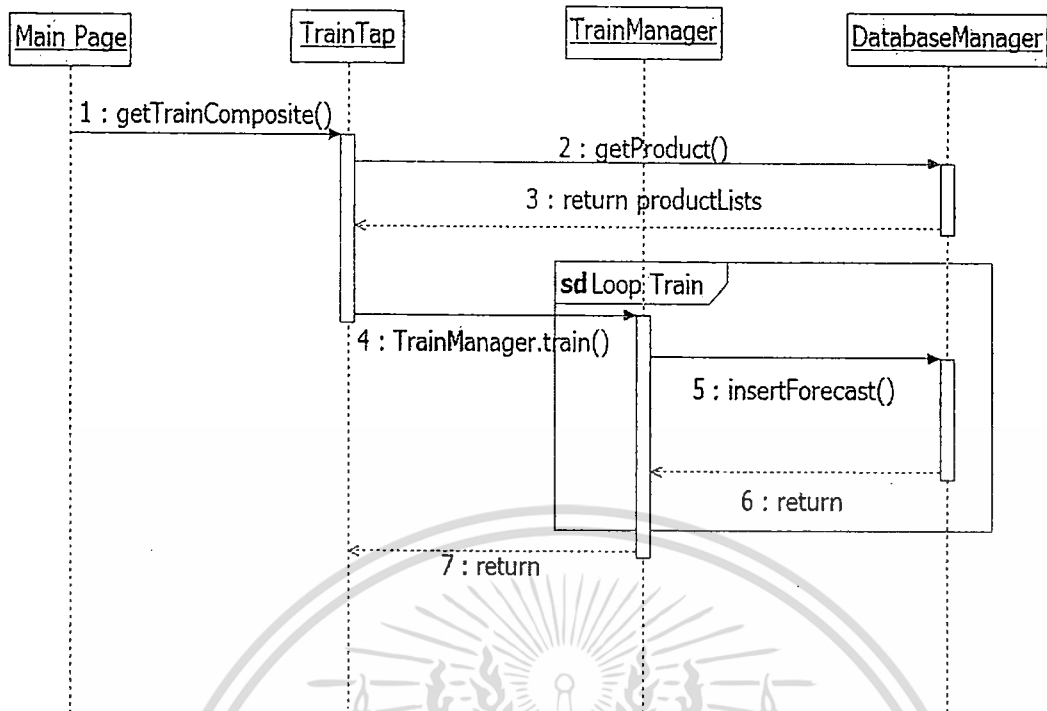 Main Page
TrainTap
TrainManager
DatabaseManager
1 : getTrainComposite()
2 : getProduct()
3 : return productLists
sd Loop Train
4 : TrainManager.train()
5 : insertForecast()
6 : return
7 : return